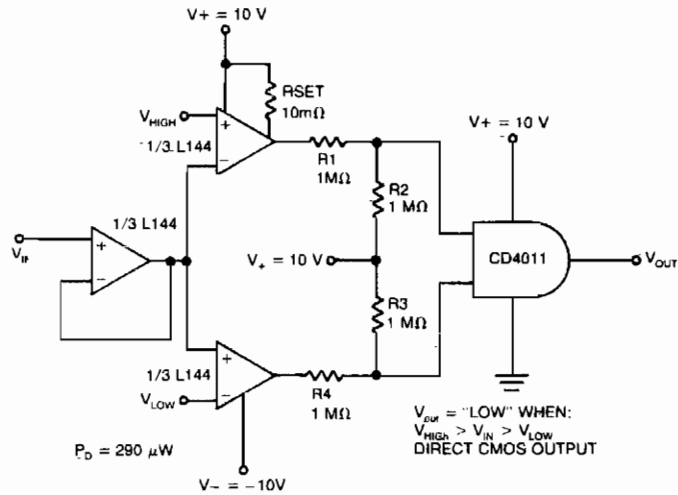 V+ = 10 V
RSET
10mΩ
VHIGH
+
1/3 L144
−
R1
1MΩ
V+ = 10 V
R2
1 MΩ
1/3 L144
VIN
+
−
V+ = 10 V
CD4011
VOUT
R3
1 MΩ
+
1/3 L144
−
VLOW
R4
1 MΩ
PD = 290 μW
V− = −10V
Vout = "LOW" WHEN:
VHIGH > VIN > VLOW
DIRECT CMOS OUTPUT